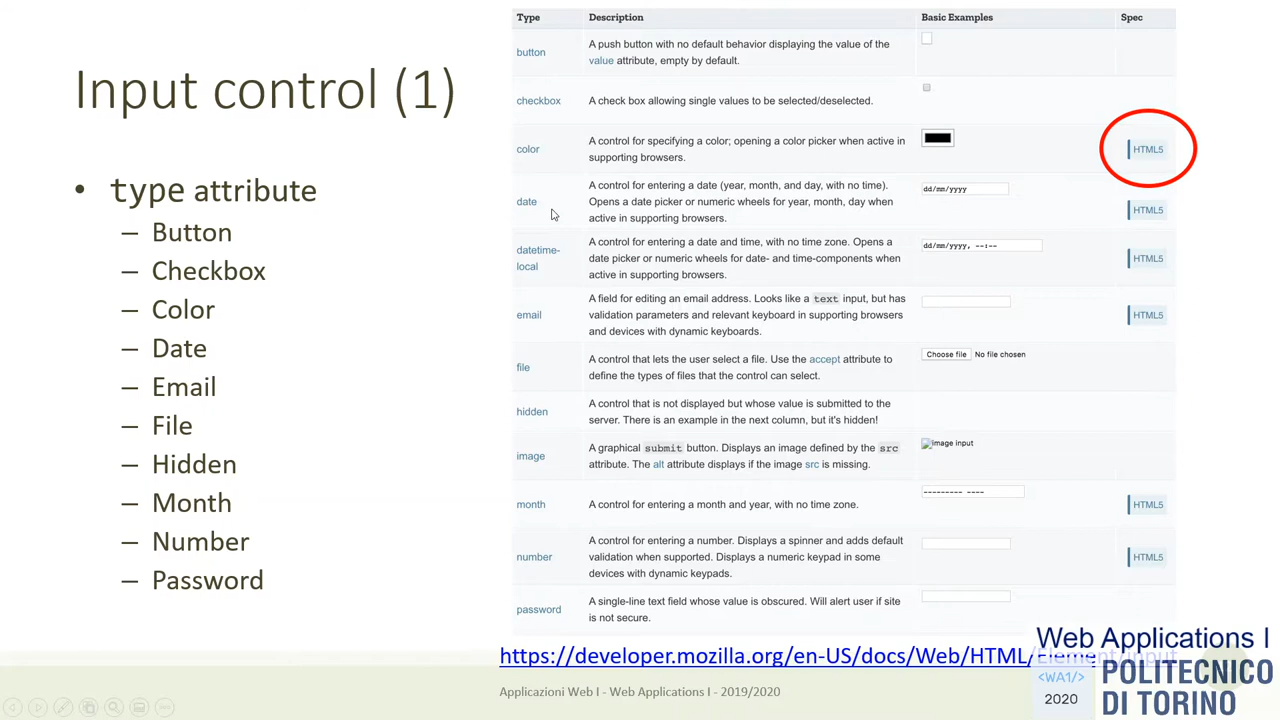 Input control (1)
• type attribute
– Button
– Checkbox
– Color
– Date
– Email
– File
– Hidden
– Month
– Number
– Password
Type Description Basic Examples Spec
button A push button with no default behavior displaying the value of the
value attribute, empty by default.
checkbox A check box allowing single values to be selected/deselected.
color A control for specifying a color; opening a color picker when active in
supporting browsers.
HTML5
date A control for entering a date (year, month, and day, with no time).
Opens a date picker or numeric wheels for year, month, day when
active in supporting browsers.
dd/mm/yyyy
HTML5
datetime-
local
A control for entering a date and time, with no time zone. Opens a
date picker or numeric wheels for date- and time-components when
active in supporting browsers.
dd/mm/yyyy, --:--
HTML5
email A field for editing an email address. Looks like a text input, but has
validation parameters and relevant keyboard in supporting browsers
and devices with dynamic keyboards.
HTML5
file A control that lets the user select a file. Use the accept attribute to
define the types of files that the control can select.
Choose file No file chosen
hidden A control that is not displayed but whose value is submitted to the
server. There is an example in the next column, but it's hidden!
image A graphical submit button. Displays an image defined by the src
attribute. The alt attribute displays if the image src is missing.
image input
month A control for entering a month and year, with no time zone.
--------- ----
HTML5
number A control for entering a number. Displays a spinner and adds default
validation when supported. Displays a numeric keypad in some
devices with dynamic keypads.
HTML5
password A single-line text field whose value is obscured. Will alert user if site
is not secure.
https://developer.mozilla.org/en-US/docs/Web/HTML/Element/input
Applicazioni Web I - Web Applications I - 2019/2020
Web Applications I
<WA1/>
2020
POLITECNICO
DI TORINO